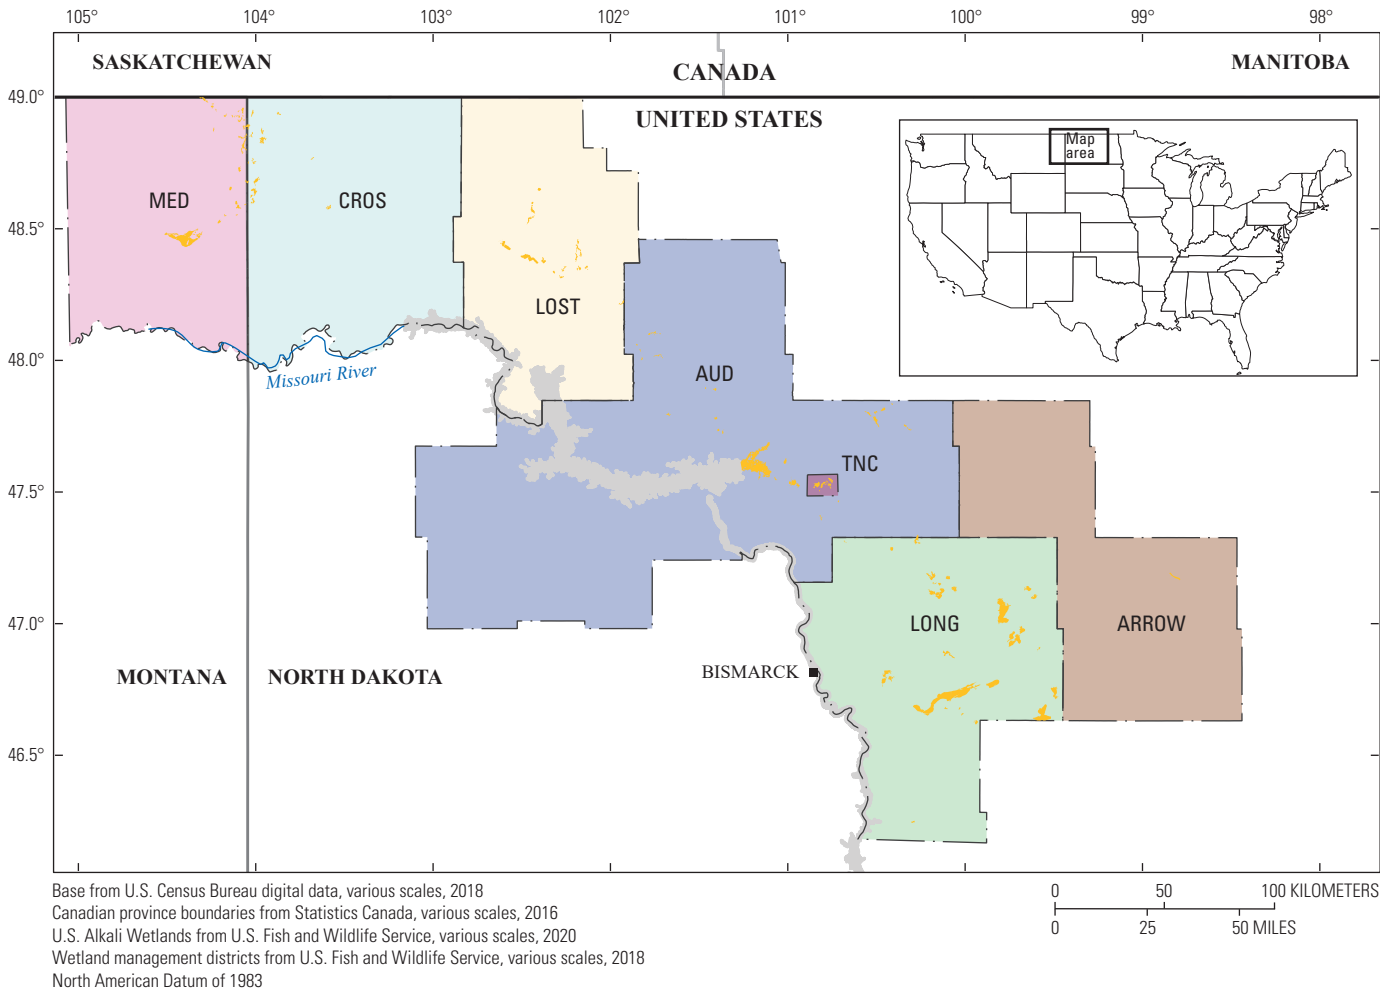 105° 104° 103° 102° 101° 100° 99° 98°
SASKATCHEWAN
CANADA
MANITOBA
49.0°
UNITED STATES
Map
area
MED
CROS
48.5°
LOST
48.0°
Missouri River
AUD
TNC
47.5°
47.0°
LONG
ARROW
BISMARCK
MONTANA
NORTH DAKOTA
46.5°
Base from U.S. Census Bureau digital data, various scales, 2018
Canadian province boundaries from Statistics Canada, various scales, 2016
U.S. Alkali Wetlands from U.S. Fish and Wildlife Service, various scales, 2020
Wetland management districts from U.S. Fish and Wildlife Service, various scales, 2018
North American Datum of 1983
0 50 100 KILOMETERS
0 25 50 MILES